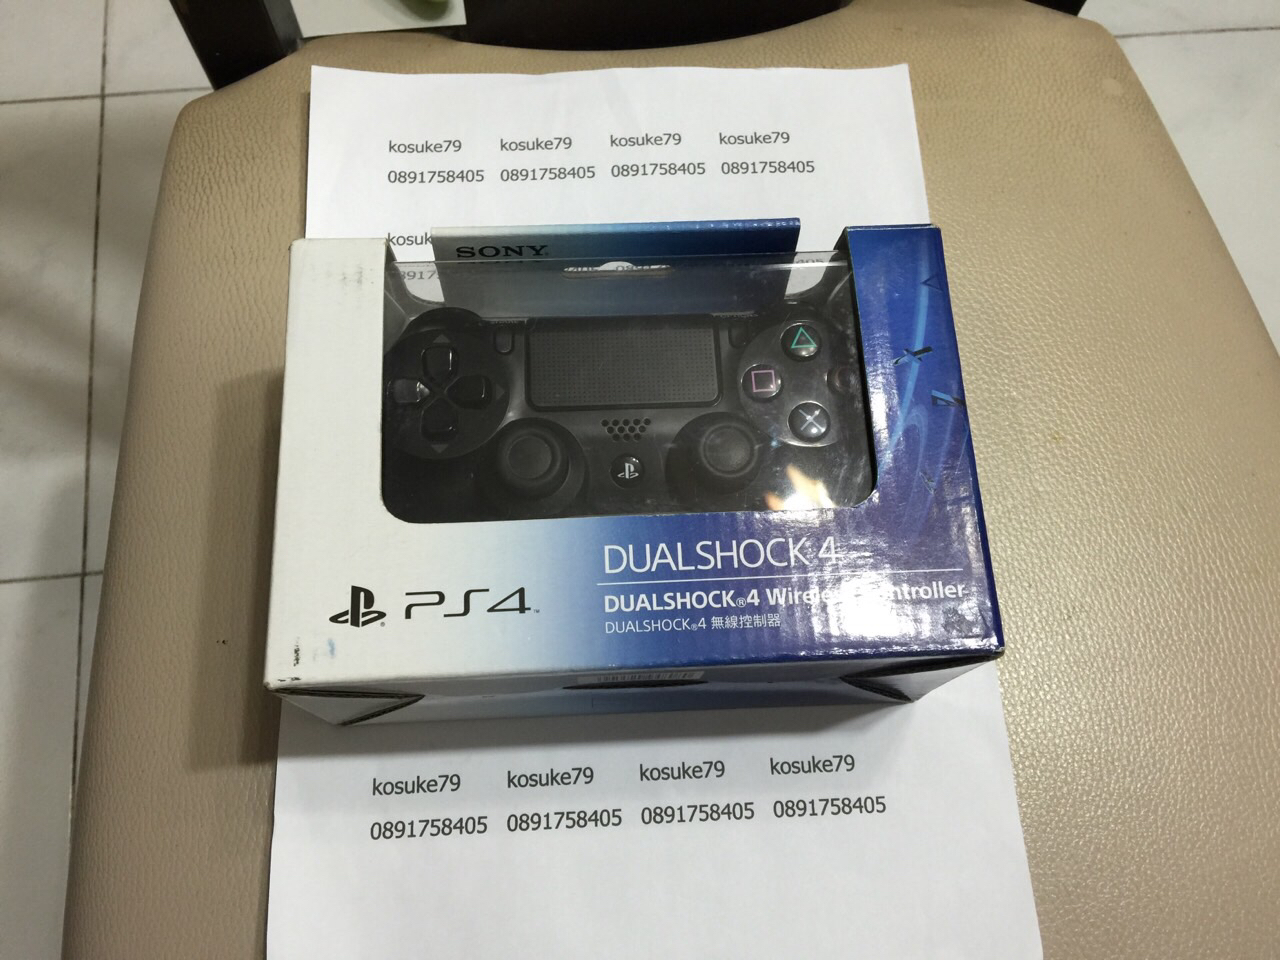 kosuke79 kosuke79 kosuke79 kosuke79
0891758405 0891758405 0891758405 0891758405
SONY
PS4™
DUALSHOCK 4
DUALSHOCK®4 Wireless Controller
DUALSHOCK®4 無線控制器
kosuke79 kosuke79 kosuke79 kosuke79
0891758405 0891758405 0891758405 0891758405